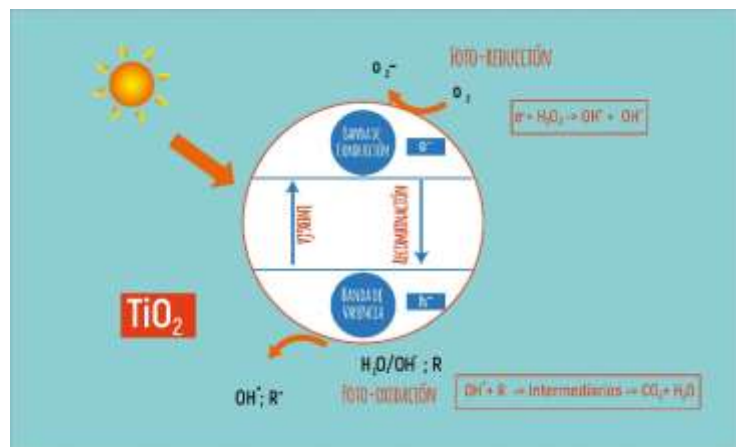 FOTO-REDUCCIÓN
O₂⁻
O₂
e⁻+ H₂O₂ → OH* + OH⁻
BANDA DE
CONDUCCIÓN
e⁻
ENERGÍA
RECOMBINACIÓN
TiO₂
BANDA DE
VALENCIA
h⁻
H₂O/OH⁻ ; R
OH*; R⁻
FOTO-OXIDACIÓN
OH*+ R → Intermediarios → CO₂+ H₂O